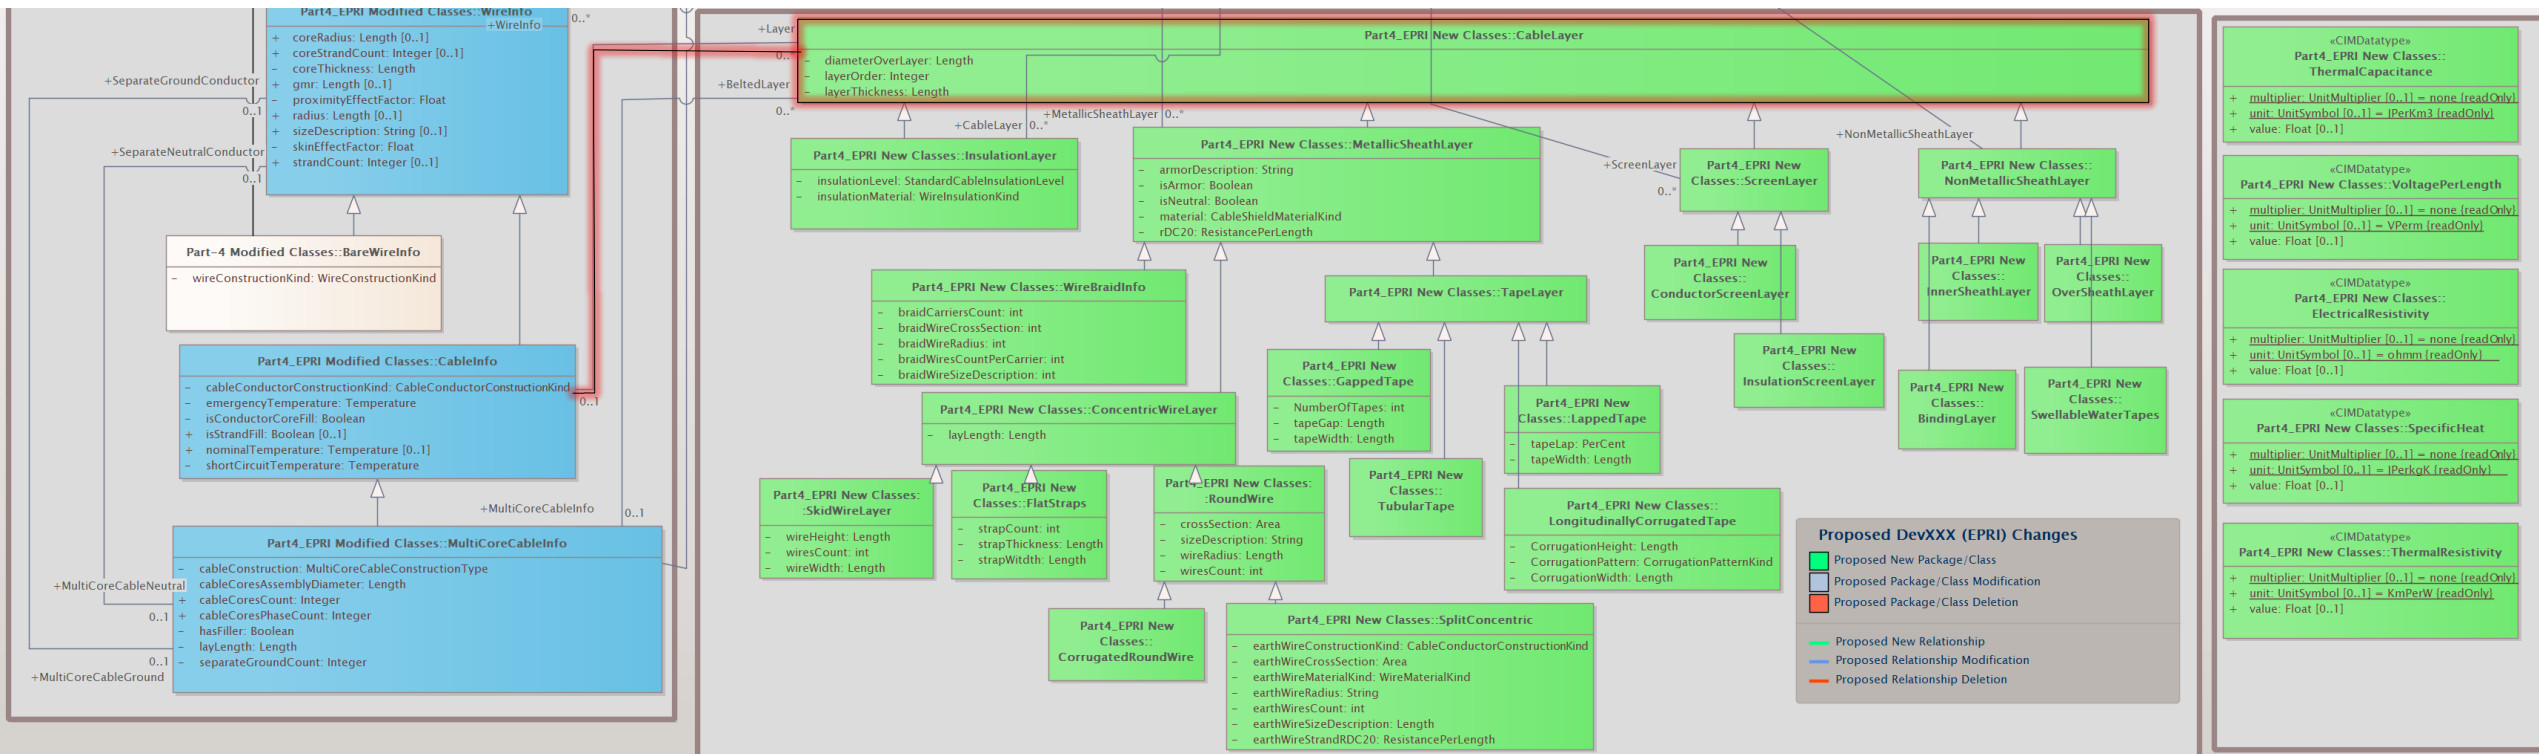 Part4_EPRI Modified Classes::WireInfo
+WireInfo
0..*
+ coreRadius: Length [0..1]
+ coreStrandCount: Integer [0..1]
- coreThickness: Length
+ gmr: Length [0..1]
- proximityEffectFactor: Float
+ radius: Length [0..1]
+ sizeDescription: String [0..1]
- skinEffectFactor: Float
+ strandCount: Integer [0..1]
+SeparateGroundConductor
0..1
+SeparateNeutralConductor
0..1
Part-4 Modified Classes::BareWireInfo
- wireConstructionKind: WireConstructionKind
Part4_EPRI Modified Classes::CableInfo
- cableConductorConstructionKind: CableConductorConstructionKind
- emergencyTemperature: Temperature
- isConductorCoreFill: Boolean
+ isStrandFill: Boolean [0..1]
+ nominalTemperature: Temperature [0..1]
- shortCircuitTemperature: Temperature
0..1
+MultiCoreCableInfo
0..1
Part4_EPRI Modified Classes::MultiCoreCableInfo
- cableConstruction: MultiCoreCableConstructionType
- cableCoresAssemblyDiameter: Length
+ cableCoresCount: Integer
+ cableCoresPhaseCount: Integer
- hasFiller: Boolean
- layLength: Length
- separateGroundCount: Integer
+MultiCoreCableNeutral
0..1
0..1
+MultiCoreCableGround
+Layer
0..*
+BeltedLayer
0..*
Part4_EPRI New Classes::CableLayer
- diameterOverLayer: Length
- layerOrder: Integer
- layerThickness: Length
+CableLayer 0..*
+MetallicSheathLayer 0..*
+ScreenLayer
0..*
+NonMetallicSheathLayer
Part4_EPRI New Classes::InsulationLayer
- insulationLevel: StandardCableInsulationLevel
- insulationMaterial: WireInsulationKind
Part4_EPRI New Classes::MetallicSheathLayer
- armorDescription: String
- isArmor: Boolean
- isNeutral: Boolean
- material: CableShieldMaterialKind
- rDC20: ResistancePerLength
Part4_EPRI New
Classes::ScreenLayer
Part4_EPRI New Classes::
NonMetallicSheathLayer
Part4_EPRI New Classes::WireBraidInfo
- braidCarriersCount: int
- braidWireCrossSection: int
- braidWireRadius: int
- braidWiresCountPerCarrier: int
- braidWireSizeDescription: int
Part4_EPRI New Classes::TapeLayer
Part4_EPRI New
Classes::
ConductorScreenLayer
Part4_EPRI New
Classes::
InsulationScreenLayer
Part4_EPRI New
Classes::
InnerSheathLayer
Part4_EPRI New
Classes::
OverSheathLayer
Part4_EPRI New
Classes::
BindingLayer
Part4_EPRI New
Classes::
SwellableWaterTapes
Part4_EPRI New Classes::ConcentricWireLayer
- layLength: Length
Part4_EPRI New
Classes::GappedTape
- NumberOfTapes: int
- tapeGap: Length
- tapeWidth: Length
Part4_EPRI New
Classes::LappedTape
- tapeLap: PerCent
- tapeWidth: Length
Part4_EPRI New
Classes::
TubularTape
Part4_EPRI New Classes::
LongitudinallyCorrugatedTape
- CorrugationHeight: Length
- CorrugationPattern: CorrugationPatternKind
- CorrugationWidth: Length
Part4_EPRI New Classes:
:SkidWireLayer
- wireHeight: Length
- wiresCount: int
- wireWidth: Length
Part4_EPRI New
Classes::FlatStraps
- strapCount: int
- strapThickness: Length
- strapWitdth: Length
Part4_EPRI New Classes:
:RoundWire
- crossSection: Area
- sizeDescription: String
- wireRadius: Length
- wiresCount: int
Part4_EPRI New
Classes::
CorrugatedRoundWire
Part4_EPRI New Classes::SplitConcentric
- earthWireConstructionKind: CableConductorConstructionKind
- earthWireCrossSection: Area
- earthWireMaterialKind: WireMaterialKind
- earthWireRadius: String
- earthWiresCount: int
- earthWireSizeDescription: Length
- earthWireStrandRDC20: ResistancePerLength
Proposed DevXXX (EPRI) Changes
Proposed New Package/Class
Proposed Package/Class Modification
Proposed Package/Class Deletion
Proposed New Relationship
Proposed Relationship Modification
Proposed Relationship Deletion
«CIMDatatype»
Part4_EPRI New Classes::
ThermalCapacitance
+ multiplier: UnitMultiplier [0..1] = none {readOnly}
+ unit: UnitSymbol [0..1] = JPerKm3 {readOnly}
+ value: Float [0..1]
«CIMDatatype»
Part4_EPRI New Classes::VoltagePerLength
+ multiplier: UnitMultiplier [0..1] = none {readOnly}
+ unit: UnitSymbol [0..1] = VPerm {readOnly}
+ value: Float [0..1]
«CIMDatatype»
Part4_EPRI New Classes::
ElectricalResistivity
+ multiplier: UnitMultiplier [0..1] = none {readOnly}
+ unit: UnitSymbol [0..1] = ohmm {readOnly}
+ value: Float [0..1]
«CIMDatatype»
Part4_EPRI New Classes::SpecificHeat
+ multiplier: UnitMultiplier [0..1] = none {readOnly}
+ unit: UnitSymbol [0..1] = JPerkgK {readOnly}
+ value: Float [0..1]
«CIMDatatype»
Part4_EPRI New Classes::ThermalResistivity
+ multiplier: UnitMultiplier [0..1] = none {readOnly}
+ unit: UnitSymbol [0..1] = KmPerW {readOnly}
+ value: Float [0..1]